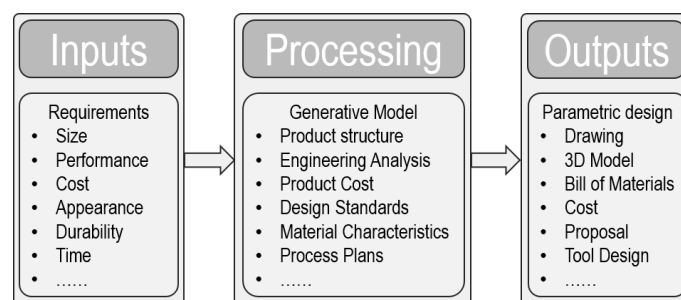 Inputs
Requirements
• Size
• Performance
• Cost
• Appearance
• Durability
• Time
• ......
Processing
Generative Model
• Product structure
• Engineering Analysis
• Product Cost
• Design Standards
• Material Characteristics
• Process Plans
• ......
Outputs
Parametric design
• Drawing
• 3D Model
• Bill of Materials
• Cost
• Proposal
• Tool Design
• ......